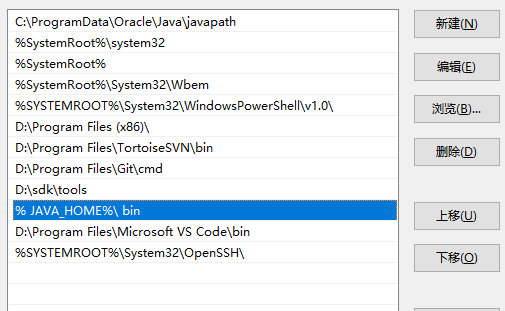 C:\ProgramData\Oracle\Java\javapath
%SystemRoot%\system32
%SystemRoot%
%SystemRoot%\System32\Wbem
%SYSTEMROOT%\System32\WindowsPowerShell\v1.0\
D:\Program Files (x86)\
D:\Program Files\TortoiseSVN\bin
D:\Program Files\Git\cmd
D:\sdk\tools
% JAVA_HOME%\ bin
D:\Program Files\Microsoft VS Code\bin
%SYSTEMROOT%\System32\OpenSSH\
新建(N)
编辑(E)
浏览(B)...
删除(D)
上移(U)
下移(O)